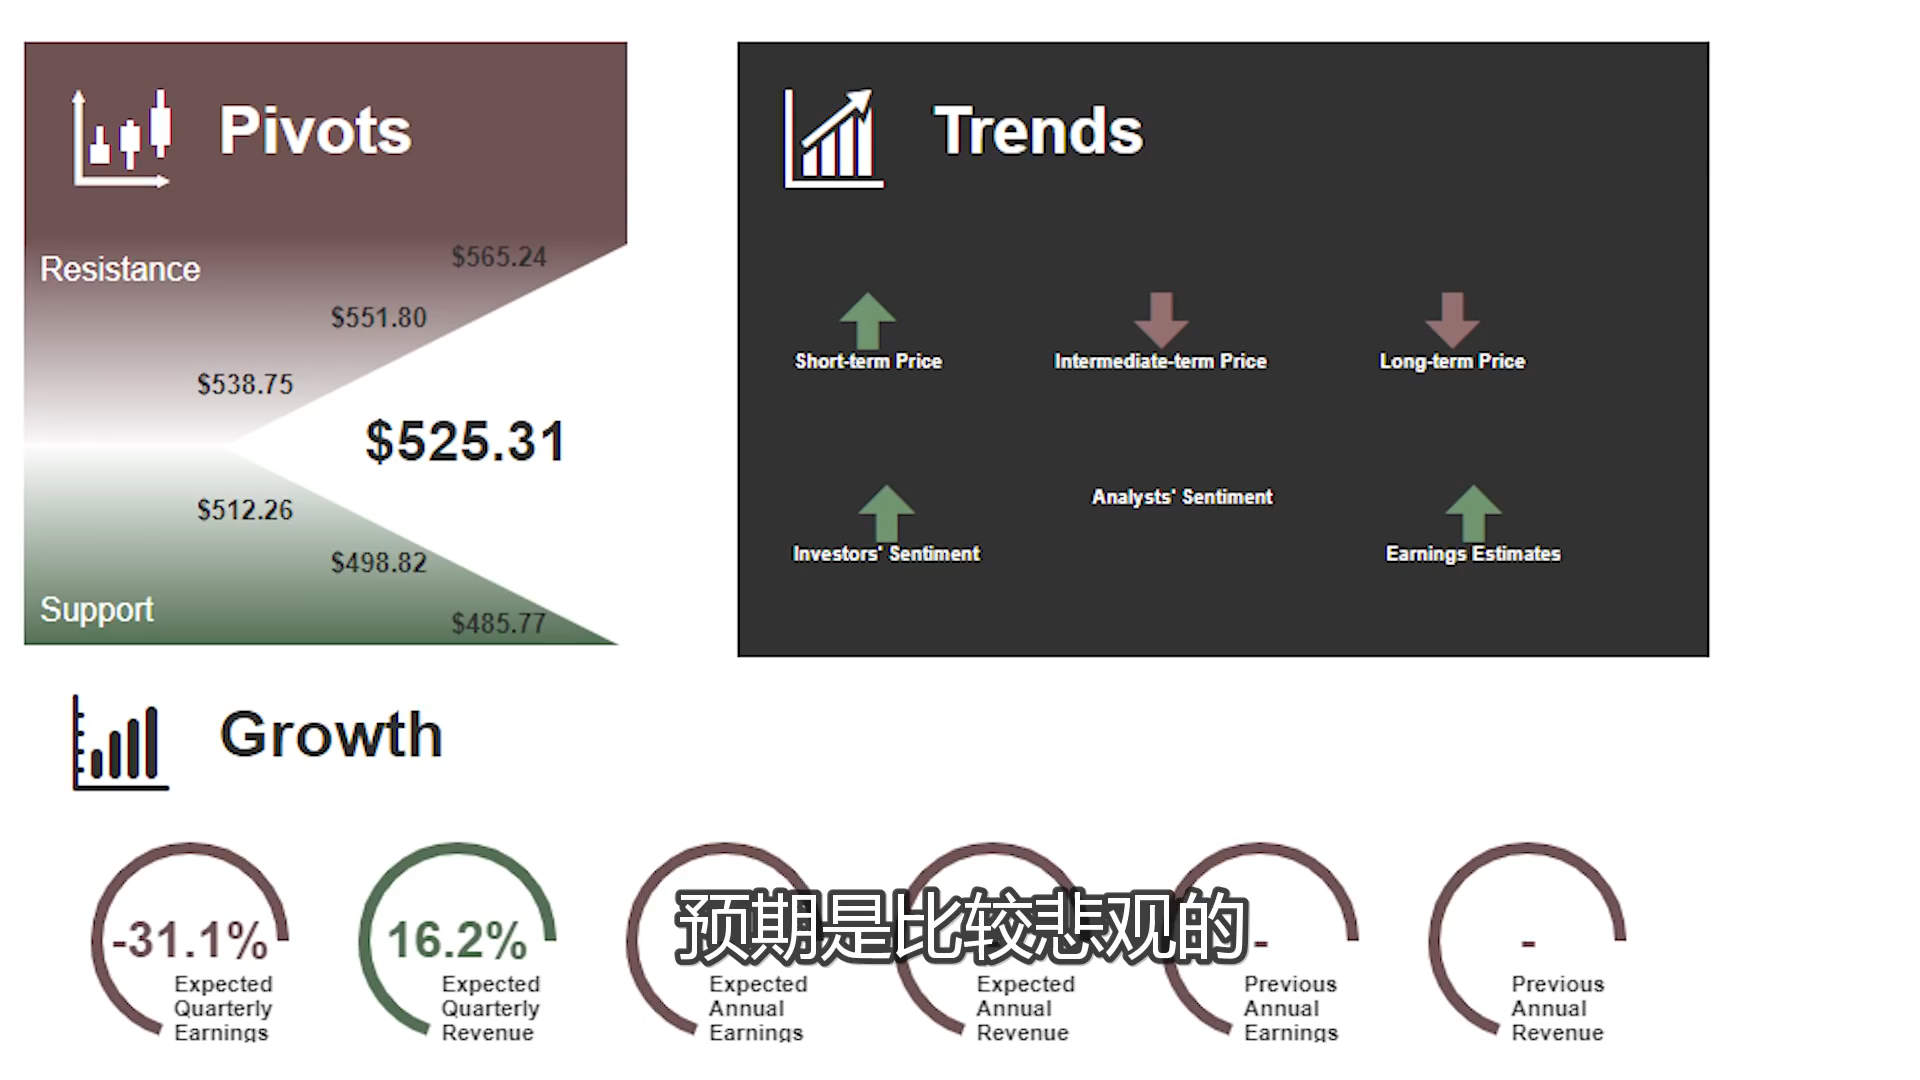 Pivots
Resistance
$565.24
$551.80
$538.75
$525.31
$512.26
$498.82
$485.77
Support
Trends
Short-term Price
Intermediate-term Price
Long-term Price
Investors' Sentiment
Analysts' Sentiment
Earnings Estimates
Growth
-31.1%
Expected
Quarterly
Earnings
16.2%
Expected
Quarterly
Revenue
Expected
Annual
Earnings
Expected
Annual
Revenue
-
Previous
Annual
Earnings
-
Previous
Annual
Revenue
预期是比较悲观的